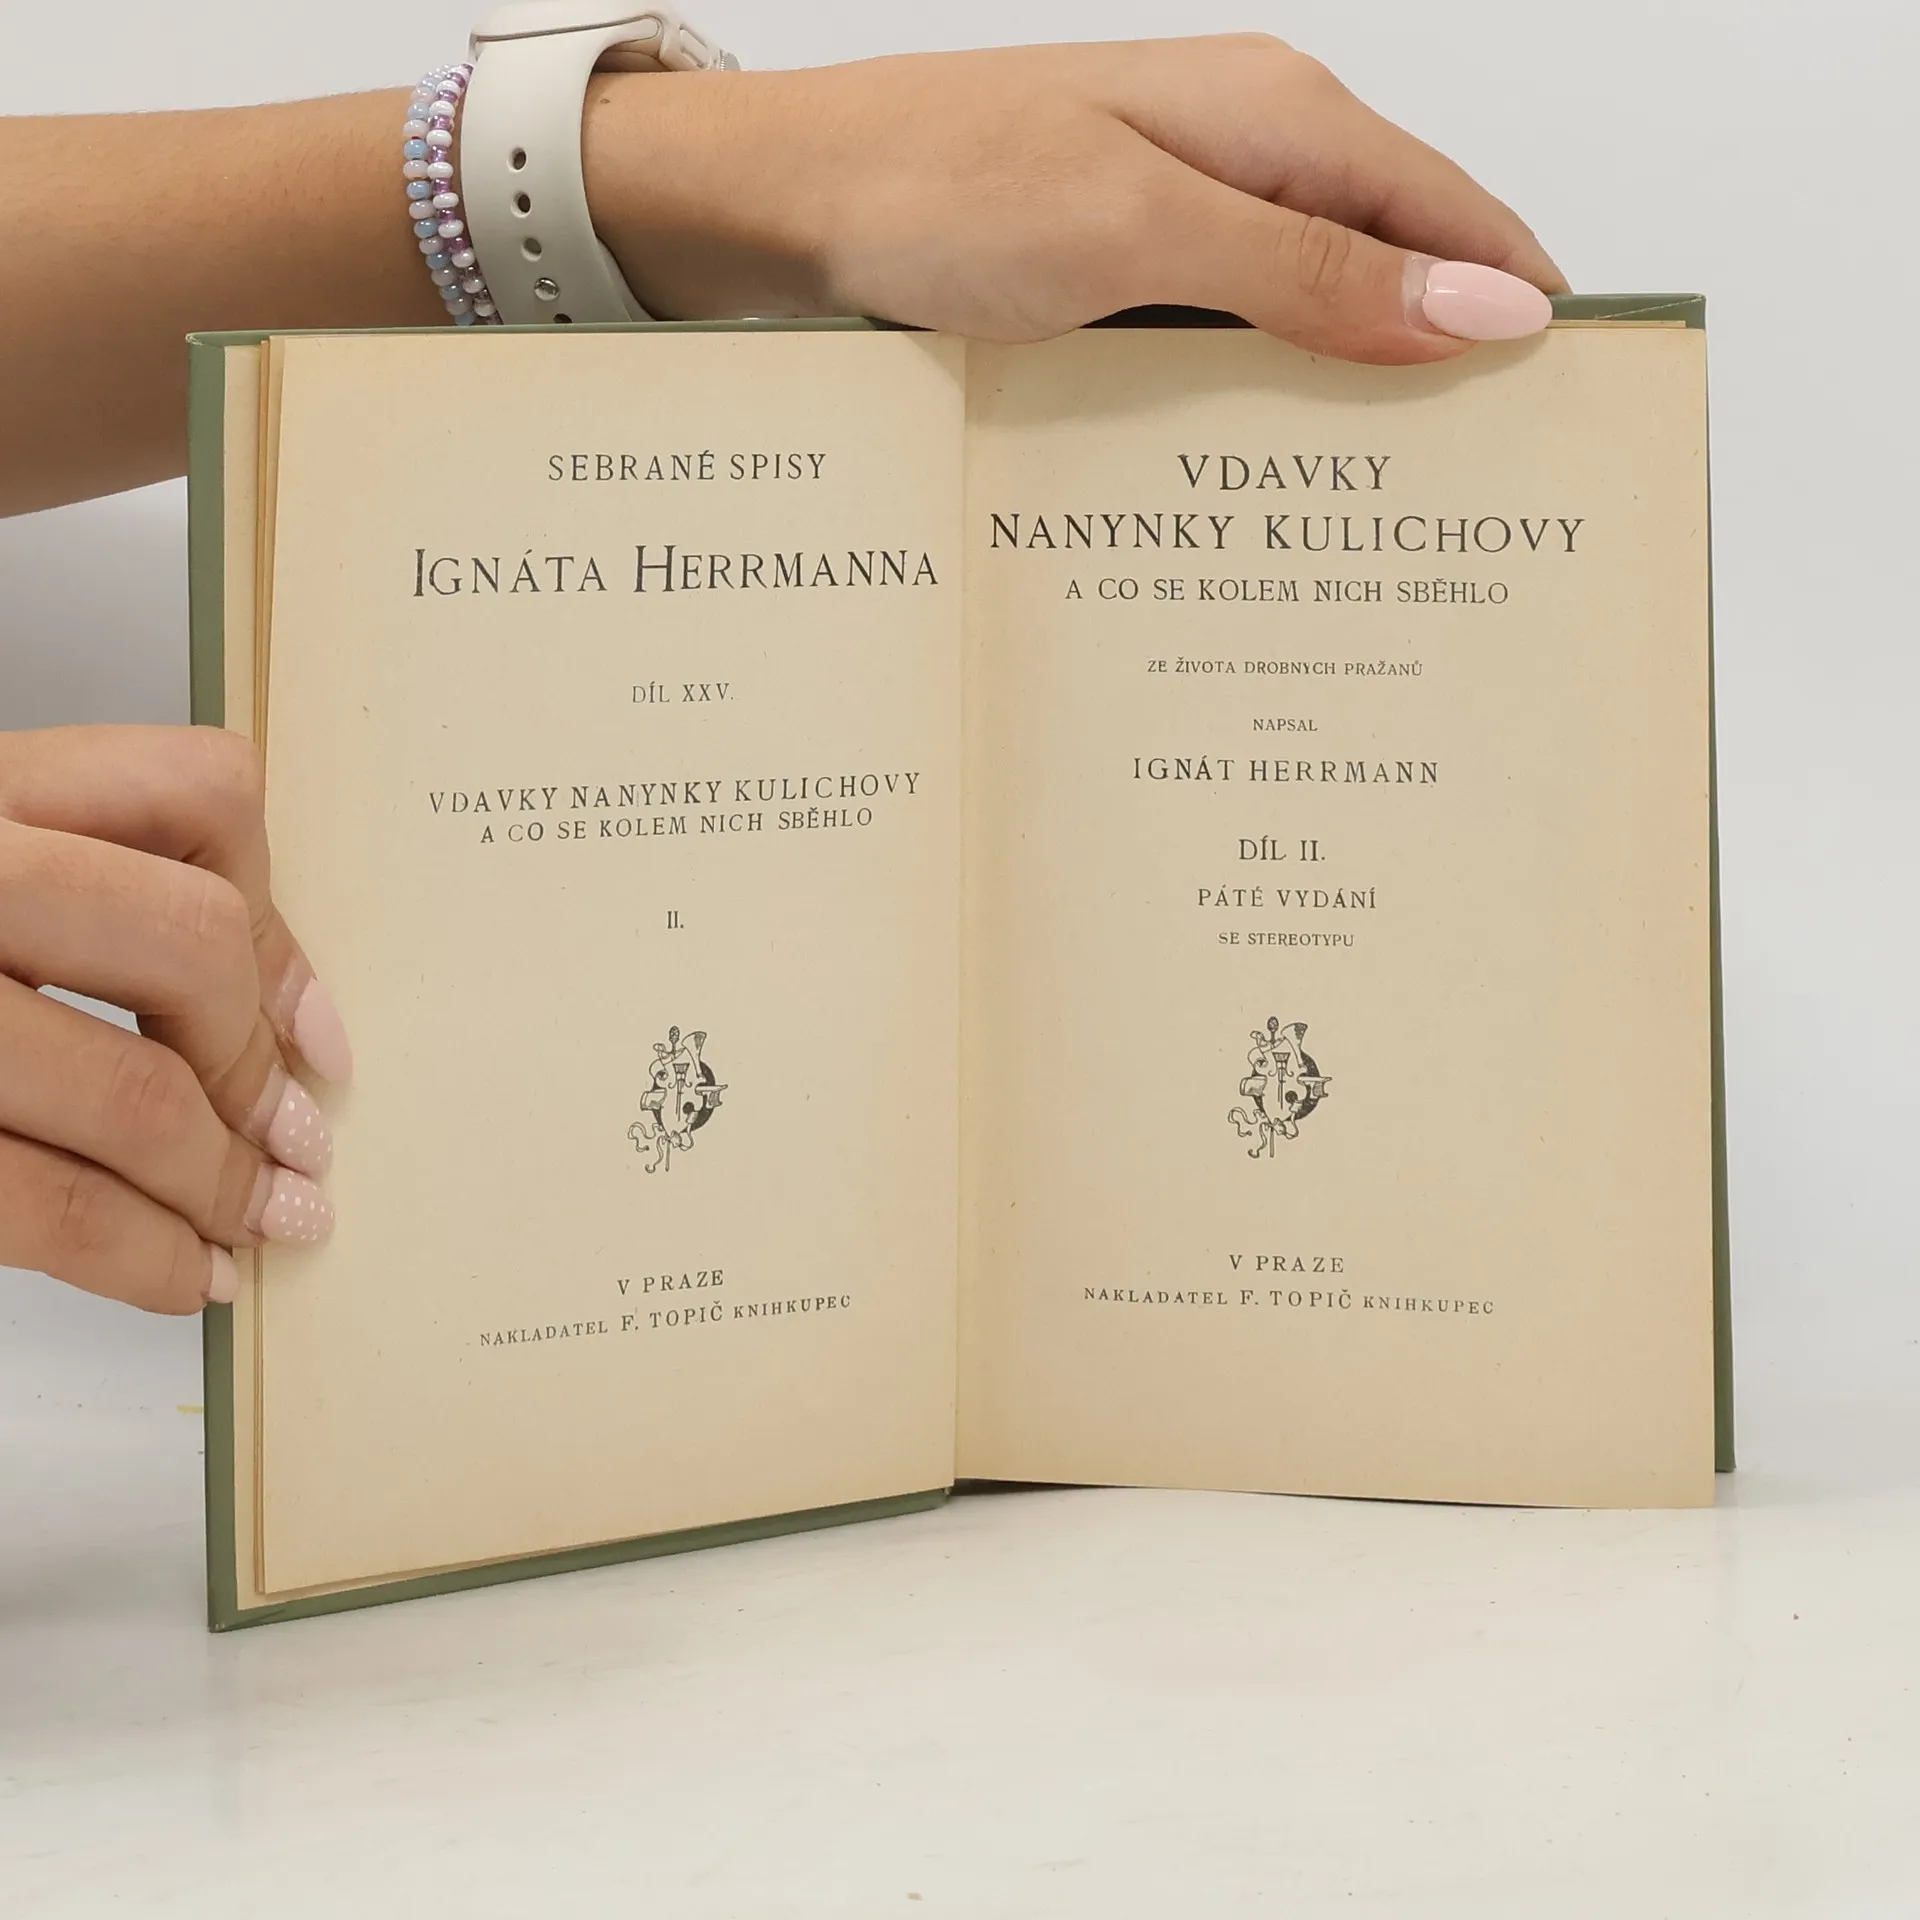 SEBRANÉ SPISY
IGNÁTA HERRMANNA
DÍL XXV.
VDAVKY NANYNKY KULICHOVY
A CO SE KOLEM NICH SBĚHLO
II.
V PRAZE
NAKLADATEL F. TOPIČ KNIHKUPEC
VDAVKY
NANYNKY KULICHOVY
A CO SE KOLEM NICH SBĚHLO
ZE ŽIVOTA DROBNYCH PRAŽANŮ
NAPSAL
IGNÁT HERRMANN
DÍL II.
PÁTÉ VYDÁNÍ
SE STEREOTYPU
V PRAZE
NAKLADATEL F. TOPIČ KNIHKUPEC